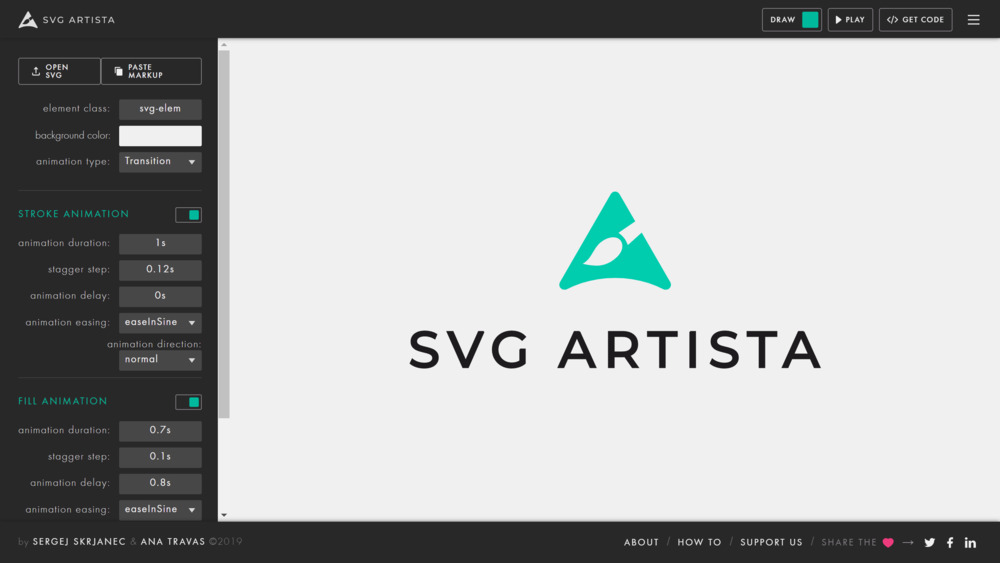 SVG ARTISTA
DRAW
PLAY
</> GET CODE
OPEN
SVG
PASTE
MARKUP
element class: svg-elem
background color:
animation type: Transition
STROKE ANIMATION
animation duration: 1s
stagger step: 0.12s
animation delay: 0s
animation easing: easeInSine
animation direction:
normal
FILL ANIMATION
animation duration: 0.7s
stagger step: 0.1s
animation delay: 0.8s
animation easing: easeInSine
SVG ARTISTA
by SERGEJ SKRJANEC & ANA TRAVAS ©2019
ABOUT / HOW TO / SUPPORT US / SHARE THE